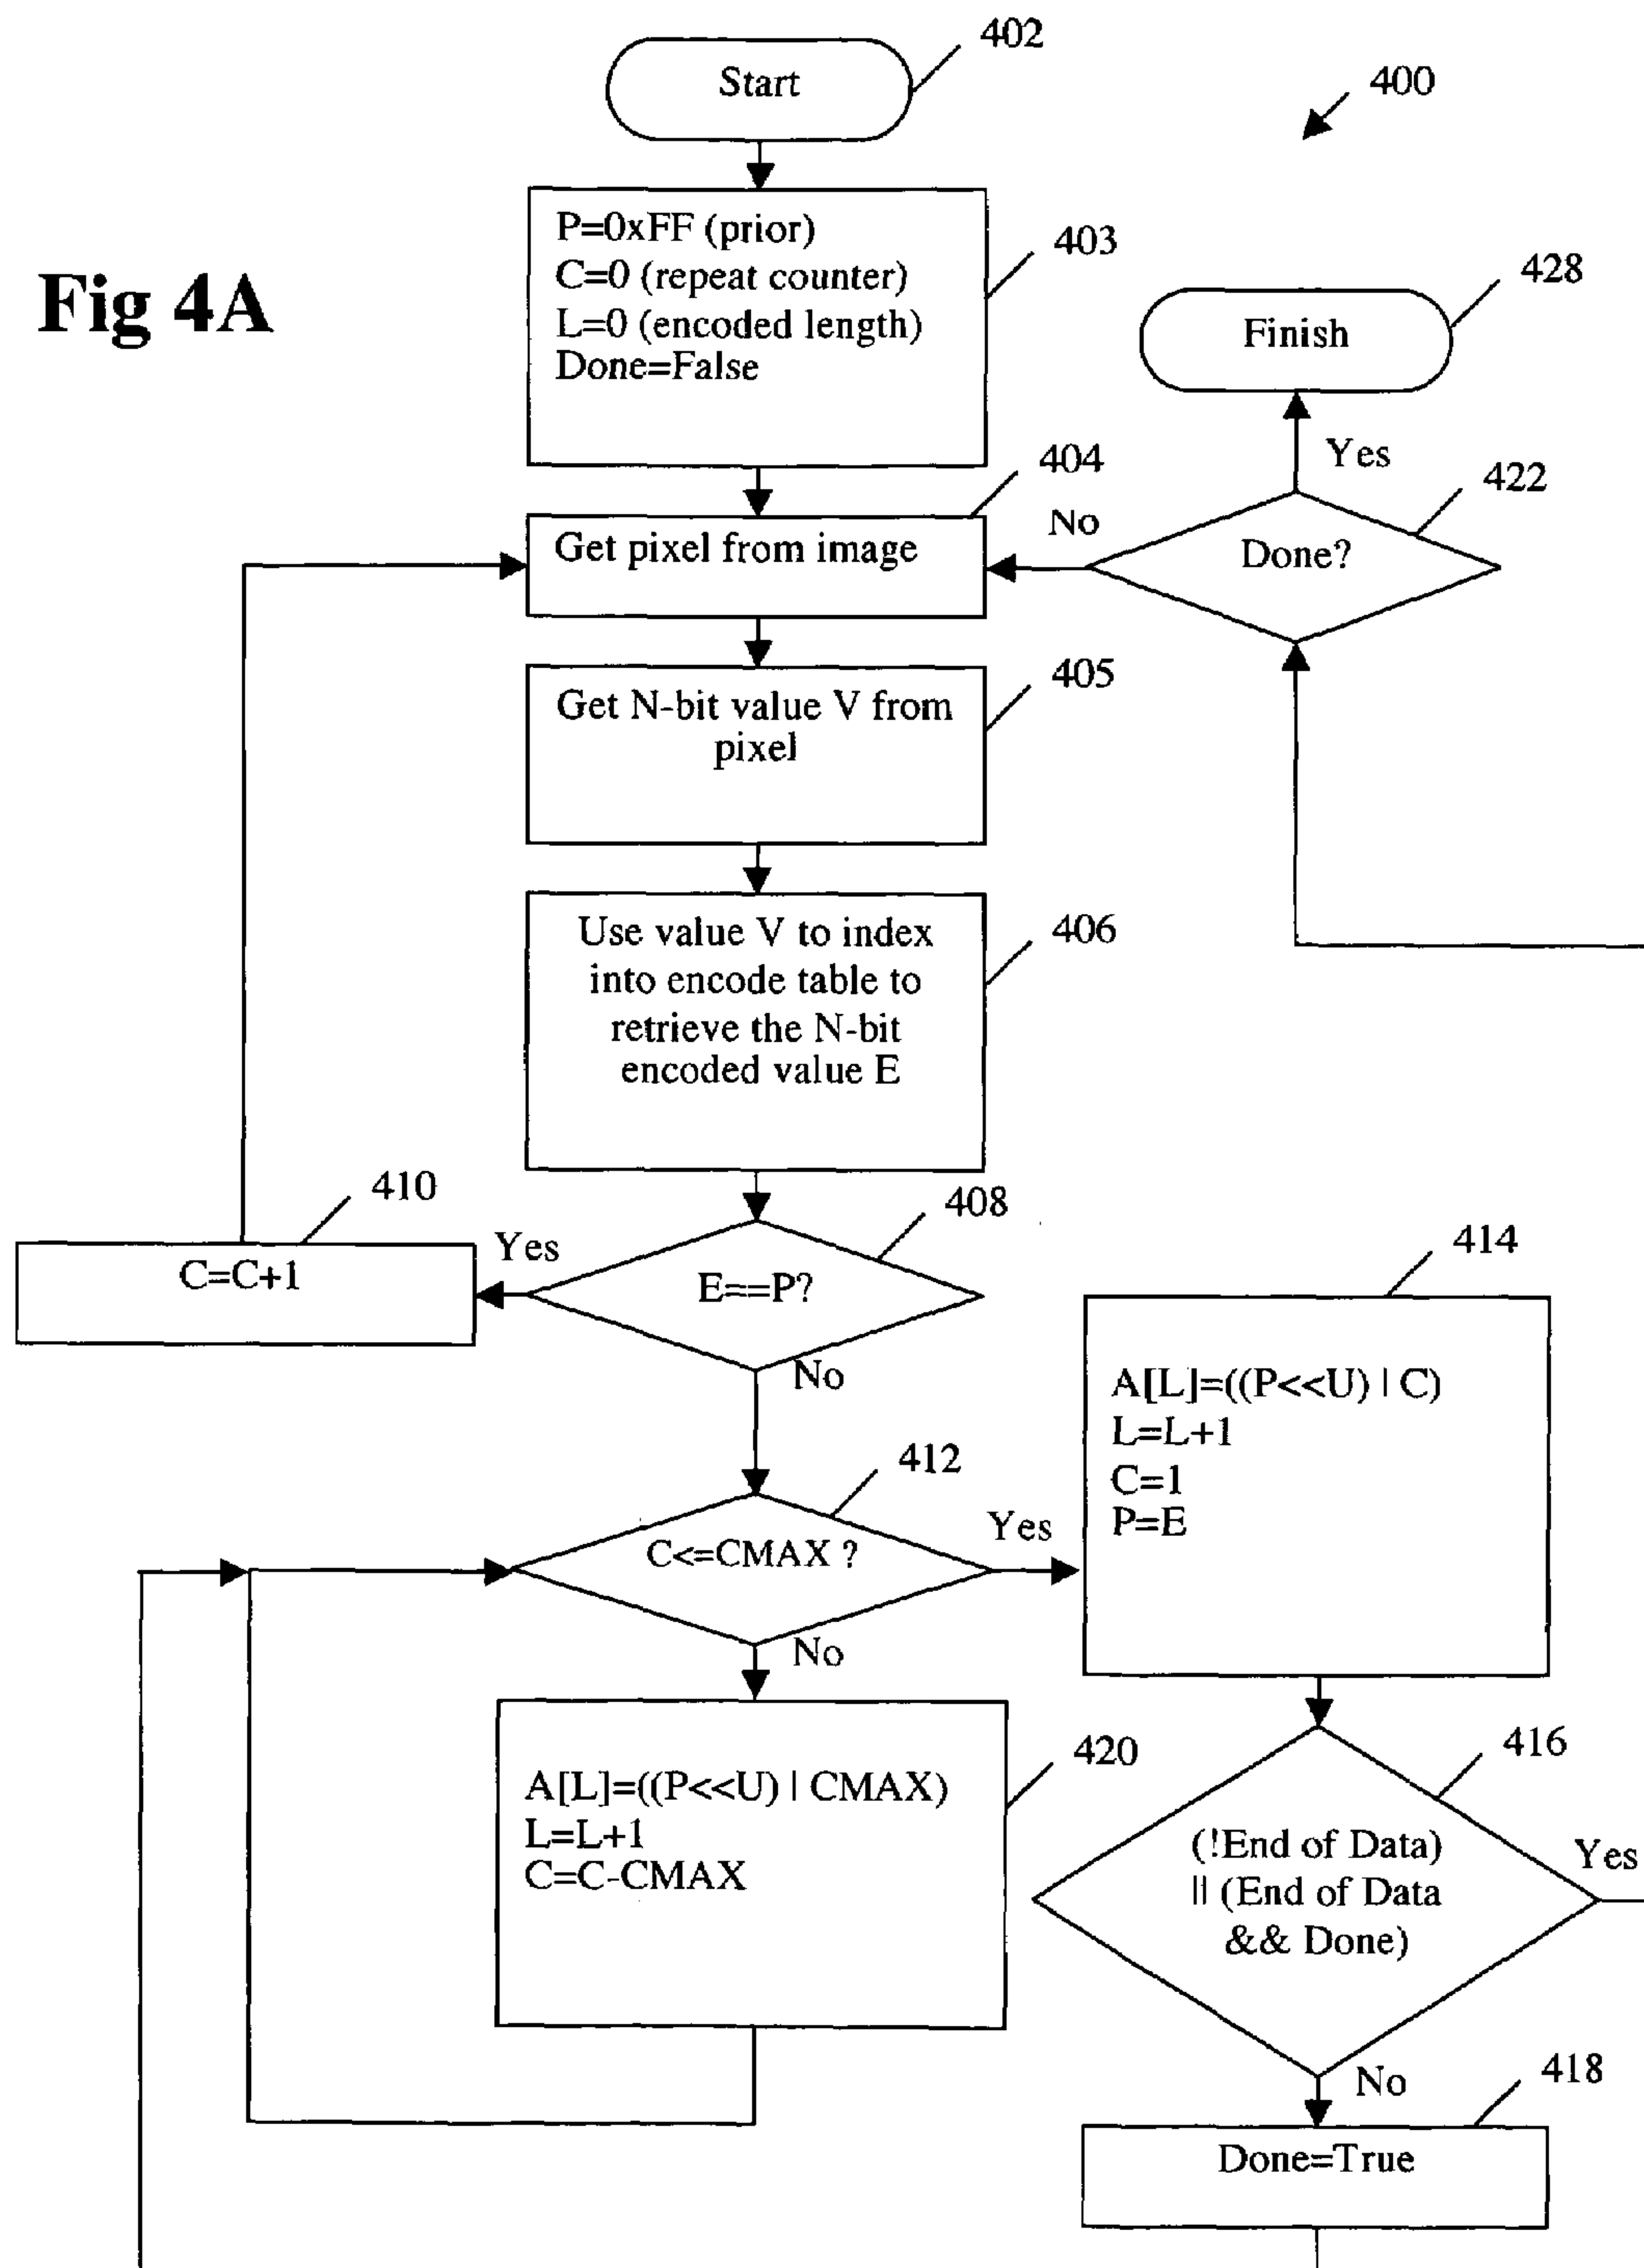 402
Start
400
Fig 4A
P=0xFF (prior)
C=0 (repeat counter)
L=0 (encoded length)
Done=False
403
428
Finish
Yes
404
422
No
Get pixel from image
Done?
405
Get N-bit value V from
pixel
406
Use value V to index
into encode table to
retrieve the N-bit
encoded value E
410
408
Yes
C=C+1
E==P?
No
414
A[L]=((P<<U) | C)
L=L+1
C=1
P=E
412
C<=CMAX ?
Yes
No
420
A[L]=((P<<U) | CMAX)
L=L+1
C=C-CMAX
416
(!End of Data)
|| (End of Data
&& Done)
Yes
No
418
Done=True